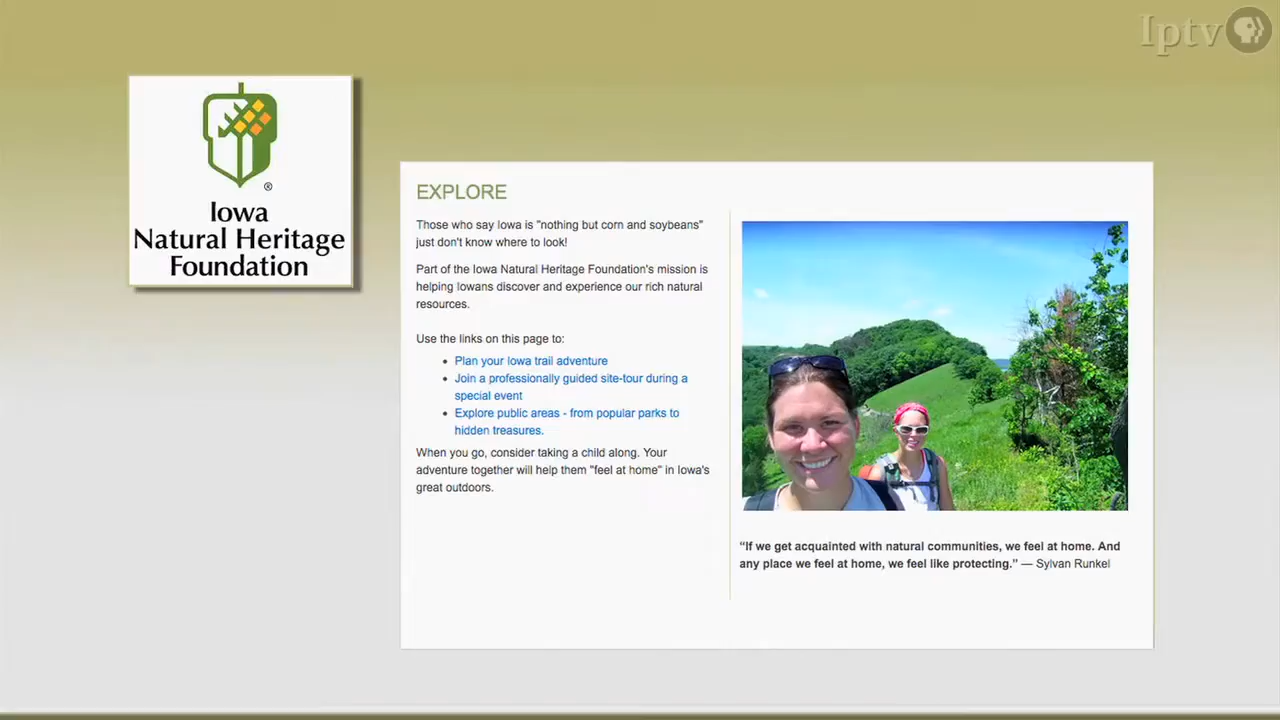 Iptv
Iowa
Natural Heritage
Foundation
®
EXPLORE
Those who say Iowa is "nothing but corn and soybeans"
just don't know where to look!
Part of the Iowa Natural Heritage Foundation's mission is
helping Iowans discover and experience our rich natural
resources.
Use the links on this page to:
• Plan your Iowa trail adventure
• Join a professionally guided site-tour during a
special event
• Explore public areas - from popular parks to
hidden treasures.
When you go, consider taking a child along. Your
adventure together will help them "feel at home" in Iowa's
great outdoors.
“If we get acquainted with natural communities, we feel at home. And
any place we feel at home, we feel like protecting.” — Sylvan Runkel